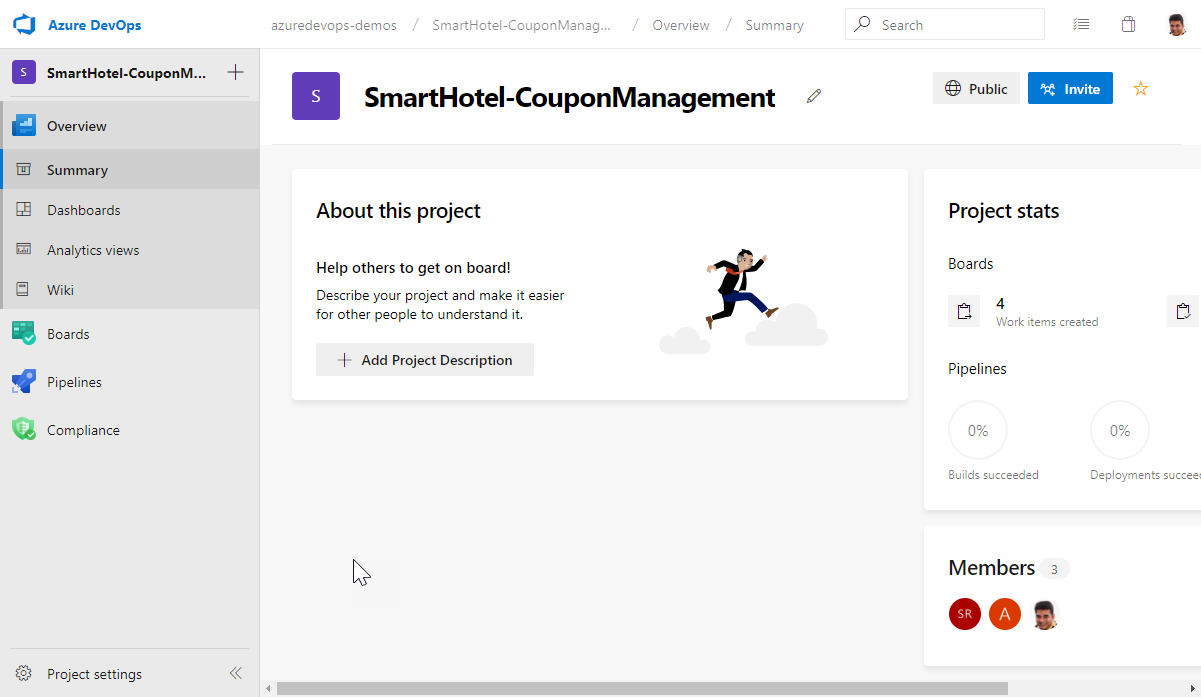 Azure DevOps
azuredevops-demos / SmartHotel-CouponManag... / Overview / Summary
Search
S SmartHotel-CouponM...
Overview
Summary
Dashboards
Analytics views
Wiki
Boards
Pipelines
Compliance
Project settings
S SmartHotel-CouponManagement
Public
Invite
About this project
Help others to get on board!
Describe your project and make it easier
for other people to understand it.
Add Project Description
Project stats
Boards
4
Work items created
Pipelines
0% 0%
Builds succeeded Deployments succee
Members 3
SR A